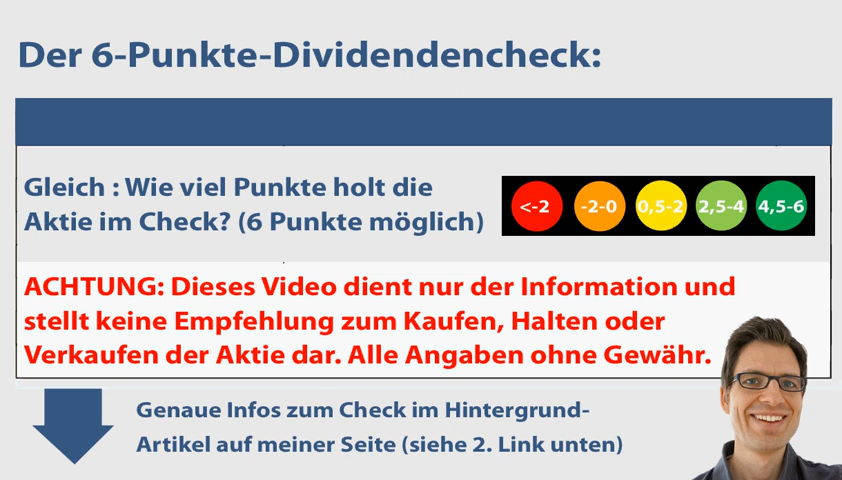 Der 6-Punkte-Dividendencheck:
Gleich : Wie viel Punkte holt die
Aktie im Check? (6 Punkte möglich)
<-2 -2-0 0,5-2 2,5-4 4,5-6
ACHTUNG: Dieses Video dient nur der Information und
stellt keine Empfehlung zum Kaufen, Halten oder
Verkaufen der Aktie dar. Alle Angaben ohne Gewähr.
Genaue Infos zum Check im Hintergrund-
Artikel auf meiner Seite (siehe 2. Link unten)